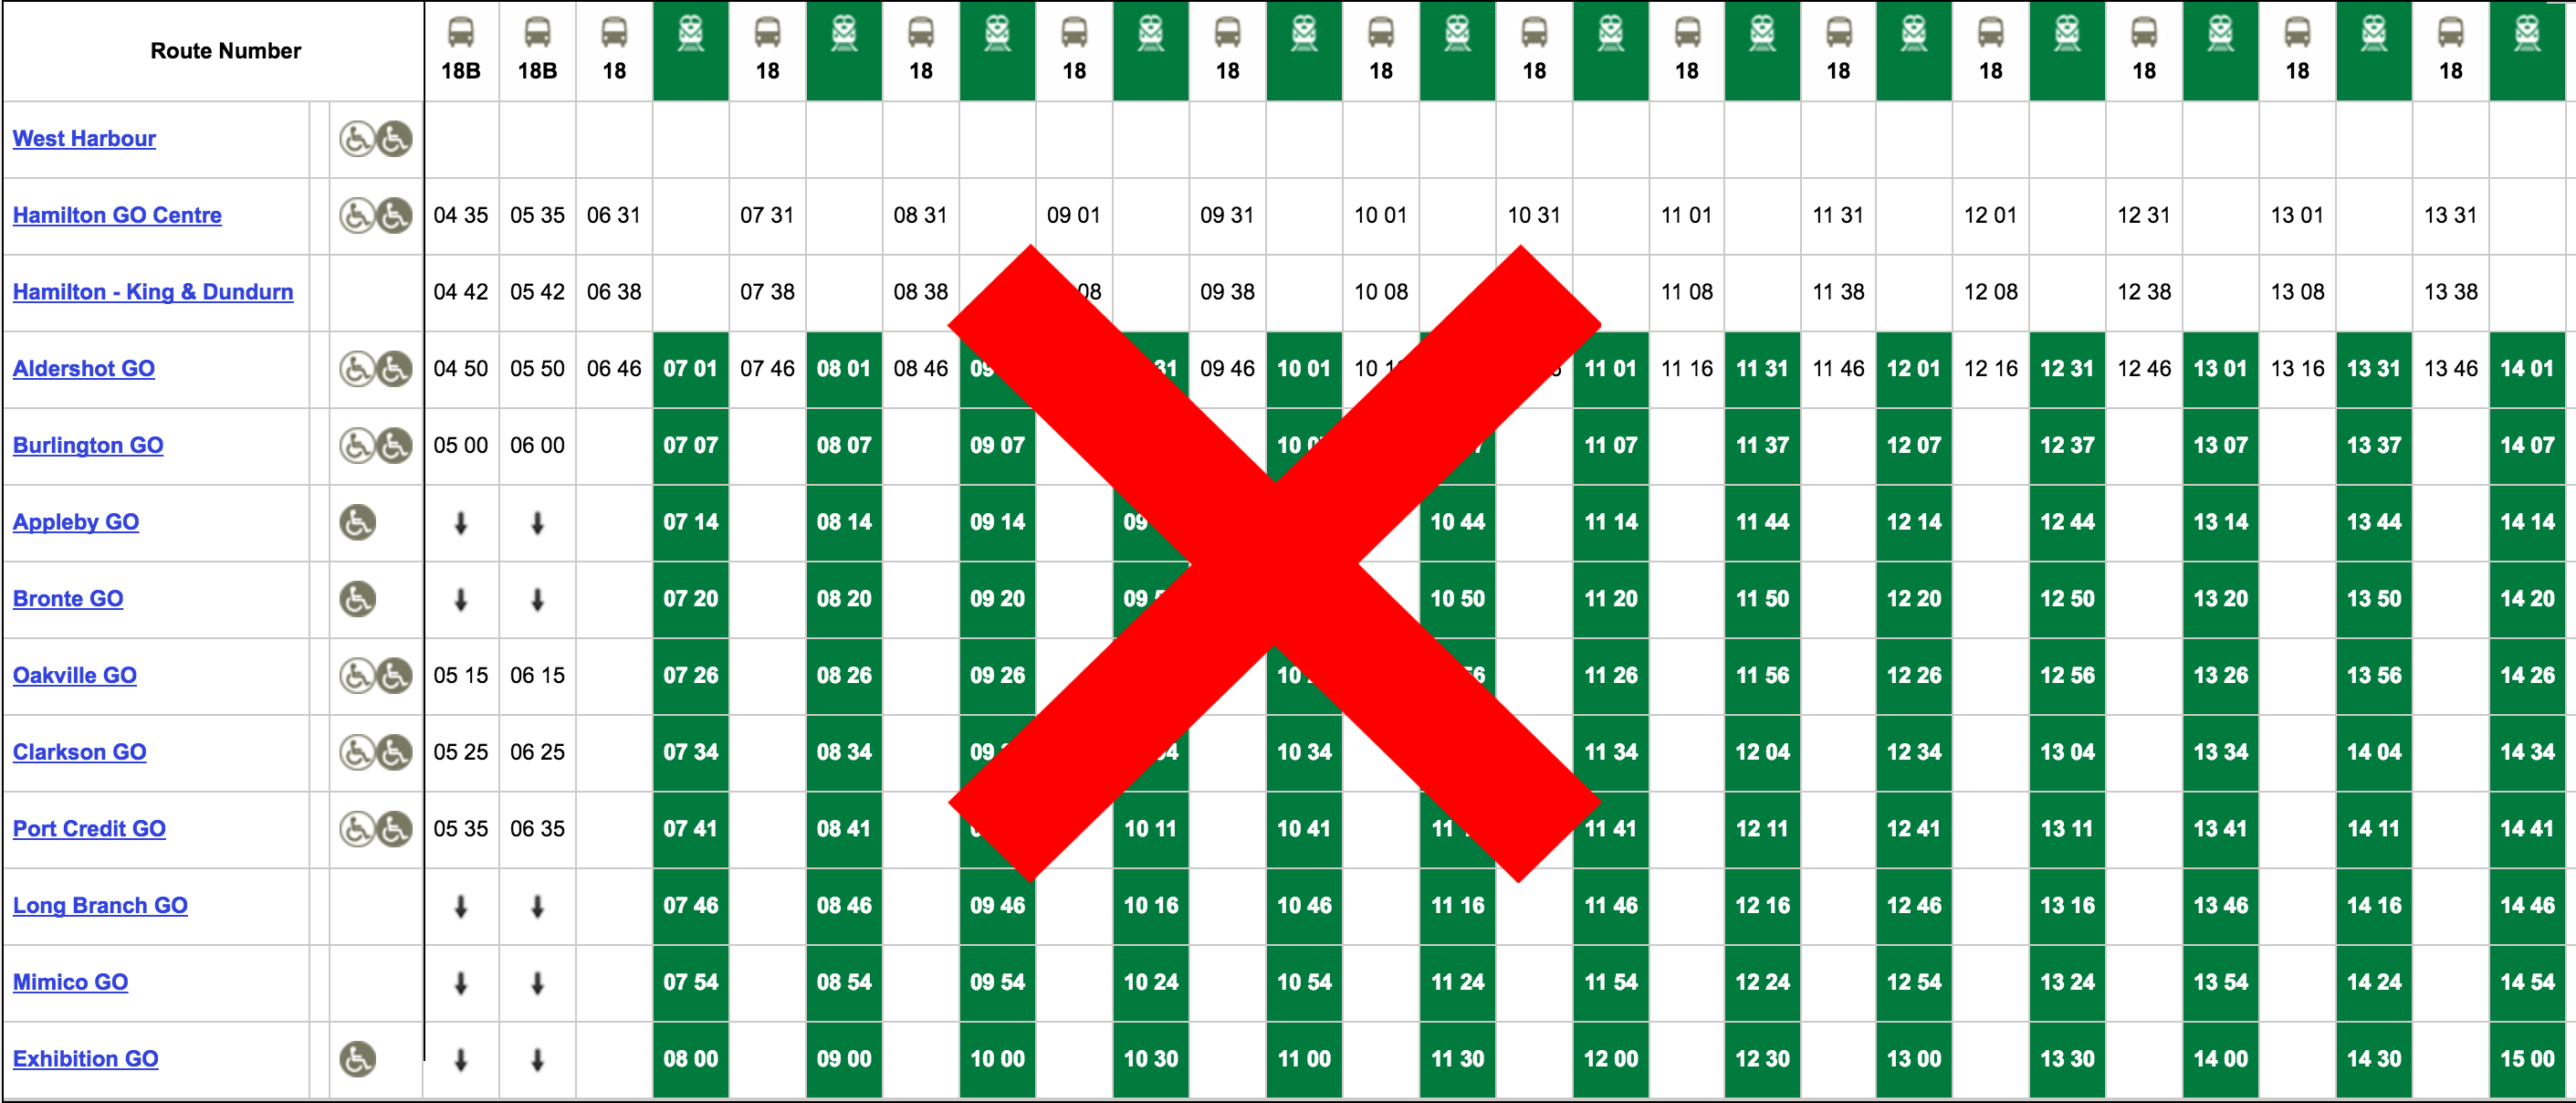 Route Number 18B 18B 18 18 18 18 18 18 18 18 18 18 18 18 18
West Harbour
Hamilton GO Centre 04 35 05 35 06 31 07 31 08 31 09 01 09 31 10 01 10 31 11 01 11 31 12 01 12 31 13 01 13 31
Hamilton - King & Dundurn 04 42 05 42 06 38 07 38 08 38 08 09 38 10 08 11 08 11 38 12 08 12 38 13 08 13 38
Aldershot GO 04 50 05 50 06 46 07 01 07 46 08 01 08 46 09 31 09 46 10 01 10 11 01 11 16 11 31 11 46 12 01 12 16 12 31 12 46 13 01 13 16 13 31 13 46 14 01
Burlington GO 05 00 06 00 07 07 08 07 09 07 10 11 07 11 37 12 07 12 37 13 07 13 37 14 07
Appleby GO 07 14 08 14 09 14 09 10 44 11 14 11 44 12 14 12 44 13 14 13 44 14 14
Bronte GO 07 20 08 20 09 20 09 10 50 11 20 11 50 12 20 12 50 13 20 13 50 14 20
Oakville GO 05 15 06 15 07 26 08 26 09 26 10 11 26 11 56 12 26 12 56 13 26 13 56 14 26
Clarkson GO 05 25 06 25 07 34 08 34 09 10 34 11 34 12 04 12 34 13 04 13 34 14 04 14 34
Port Credit GO 05 35 06 35 07 41 08 41 10 11 10 41 11 11 41 12 11 12 41 13 11 13 41 14 11 14 41
Long Branch GO 07 46 08 46 09 46 10 16 10 46 11 16 11 46 12 16 12 46 13 16 13 46 14 16 14 46
Mimico GO 07 54 08 54 09 54 10 24 10 54 11 24 11 54 12 24 12 54 13 24 13 54 14 24 14 54
Exhibition GO 08 00 09 00 10 00 10 30 11 00 11 30 12 00 12 30 13 00 13 30 14 00 14 30 15 00